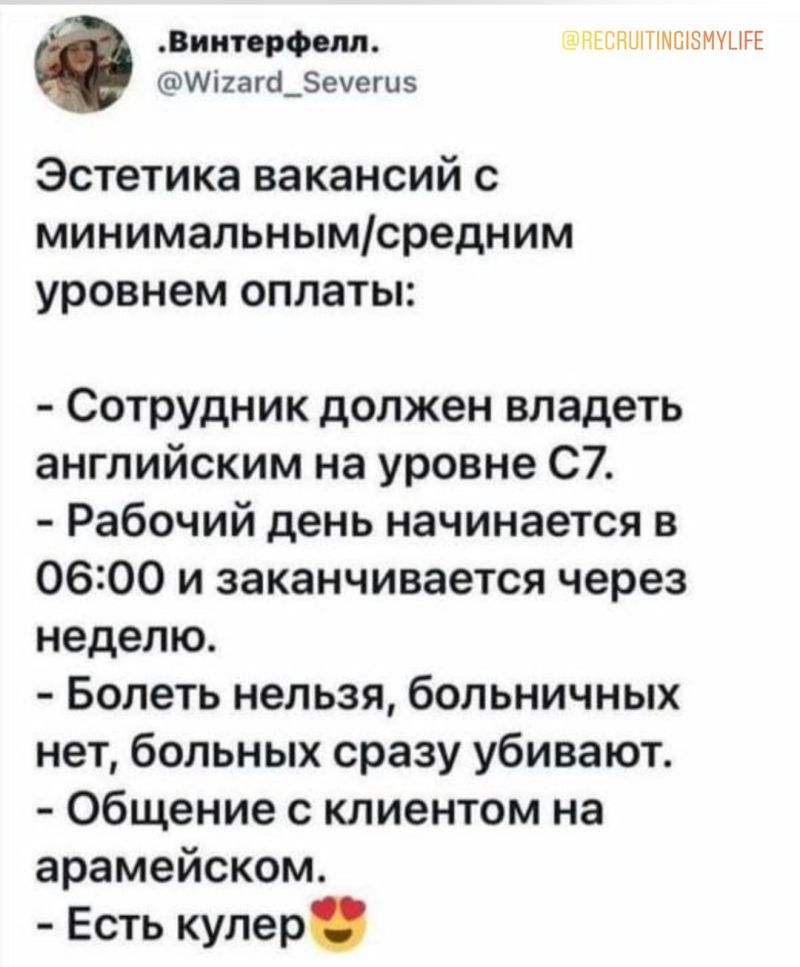 .Винтерфелл.
@RECRUITINGISMYLIFE
@Wizard_Severus
Эстетика вакансий с
минимальным/средним
уровнем оплаты:
- Сотрудник должен владеть
английским на уровне С7.
- Рабочий день начинается в
06:00 и заканчивается через
неделю.
- Болеть нельзя, больничных
нет, больных сразу убивают.
- Общение с клиентом на
арамейском.
- Есть кулер😍